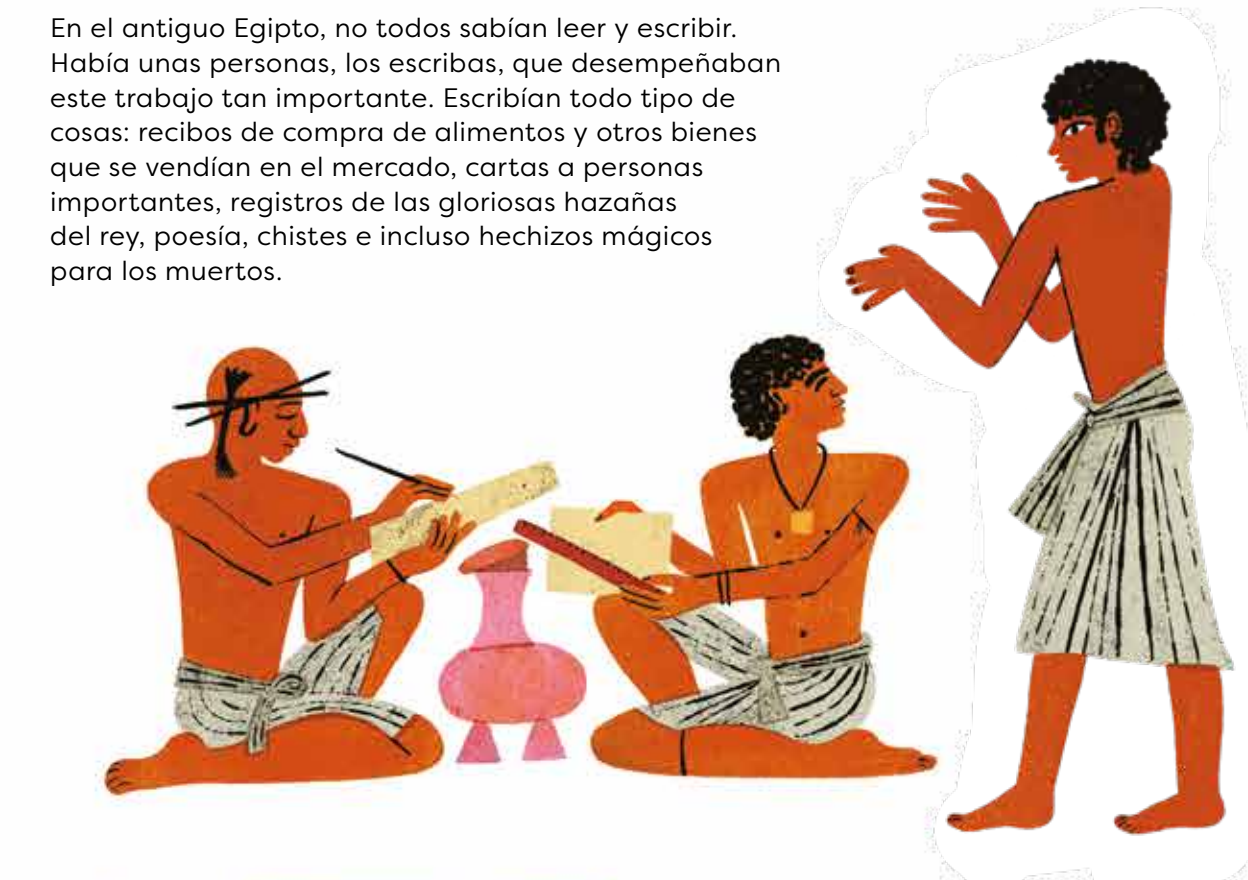 En el antiguo Egipto, no todos sabían leer y escribir.
Había unas personas, los escribas, que desempeñaban
este trabajo tan importante. Escribían todo tipo de
cosas: recibos de compra de alimentos y otros bienes
que se vendían en el mercado, cartas a personas
importantes, registros de las gloriosas hazañas
del rey, poesía, chistes e incluso hechizos mágicos
para los muertos.